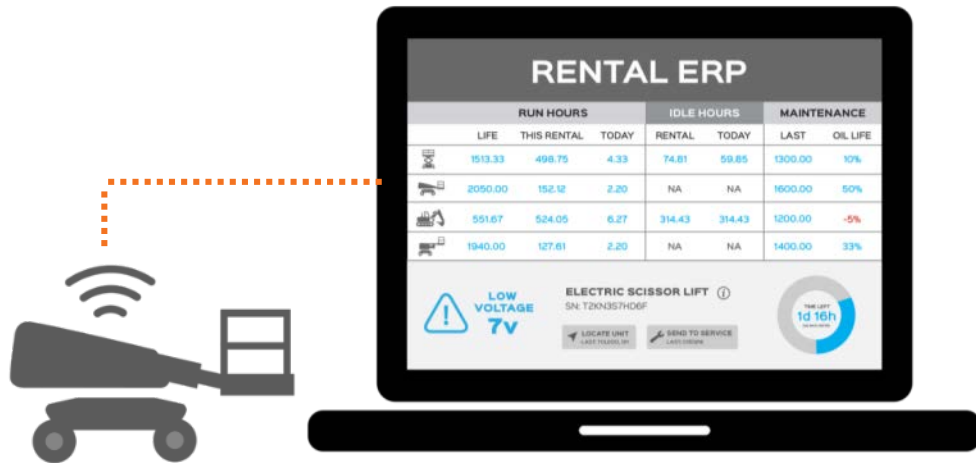 RENTAL ERP
RUN HOURS IDLE HOURS MAINTENANCE
LIFE THIS RENTAL TODAY RENTAL TODAY LAST OIL LIFE
1513.33 498.75 4.33 74.81 59.85 1300.00 10%
2050.00 152.12 2.20 NA NA 1600.00 50%
551.67 524.05 6.27 314.43 314.43 1200.00 -5%
1940.00 127.61 2.20 NA NA 1400.00 33%
LOW
VOLTAGE
7v
ELECTRIC SCISSOR LIFT i
SN: T2KN3S7HD6F
LOCATE UNIT
SEND TO SERVICE
TIME LEFT
1d 16h